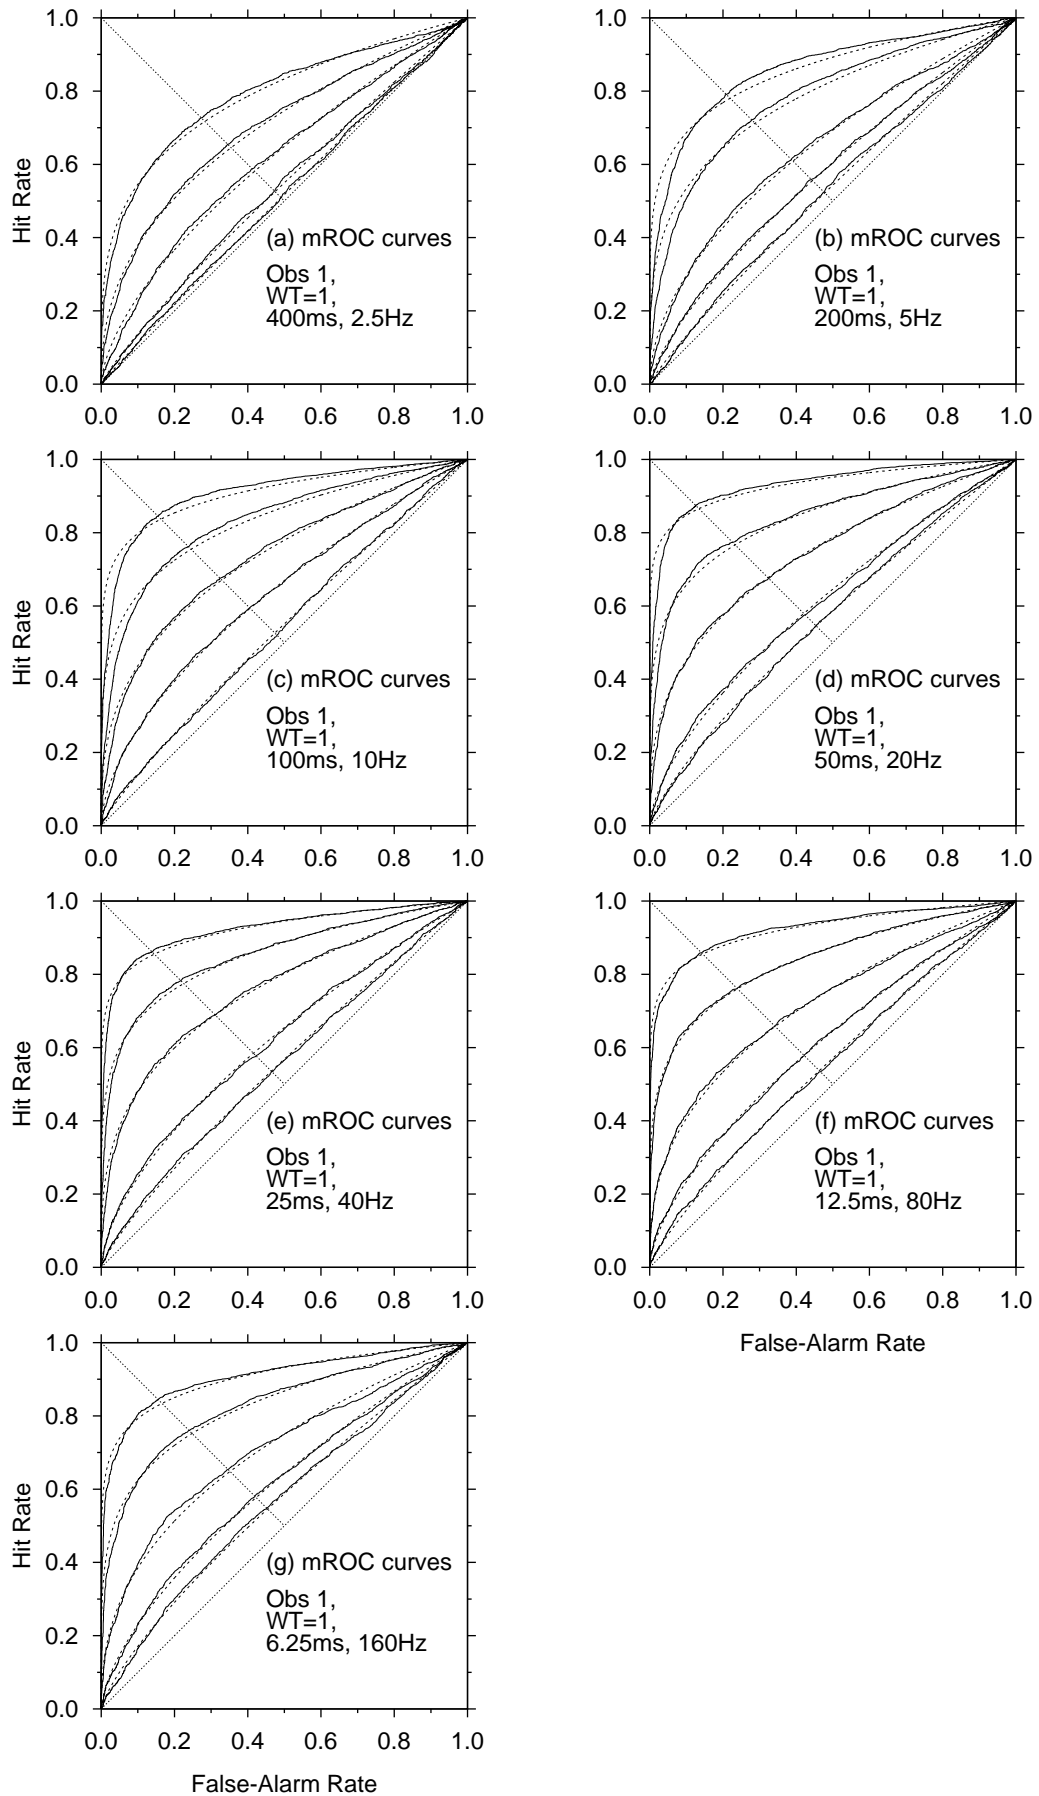 1.0
0.8
0.6
0.4
0.2
0.0
Hit Rate
(a) mROC curves
Obs 1,
WT=1,
400ms, 2.5Hz
0.0 0.2 0.4 0.6 0.8 1.0
1.0
0.8
0.6
0.4
0.2
0.0
(b) mROC curves
Obs 1,
WT=1,
200ms, 5Hz
0.0 0.2 0.4 0.6 0.8 1.0
1.0
0.8
0.6
0.4
0.2
0.0
Hit Rate
(c) mROC curves
Obs 1,
WT=1,
100ms, 10Hz
0.0 0.2 0.4 0.6 0.8 1.0
1.0
0.8
0.6
0.4
0.2
0.0
(d) mROC curves
Obs 1,
WT=1,
50ms, 20Hz
0.0 0.2 0.4 0.6 0.8 1.0
1.0
0.8
0.6
0.4
0.2
0.0
Hit Rate
(e) mROC curves
Obs 1,
WT=1,
25ms, 40Hz
0.0 0.2 0.4 0.6 0.8 1.0
1.0
0.8
0.6
0.4
0.2
0.0
(f) mROC curves
Obs 1,
WT=1,
12.5ms, 80Hz
0.0 0.2 0.4 0.6 0.8 1.0
False-Alarm Rate
1.0
0.8
0.6
0.4
0.2
0.0
Hit Rate
(g) mROC curves
Obs 1,
WT=1,
6.25ms, 160Hz
0.0 0.2 0.4 0.6 0.8 1.0
False-Alarm Rate